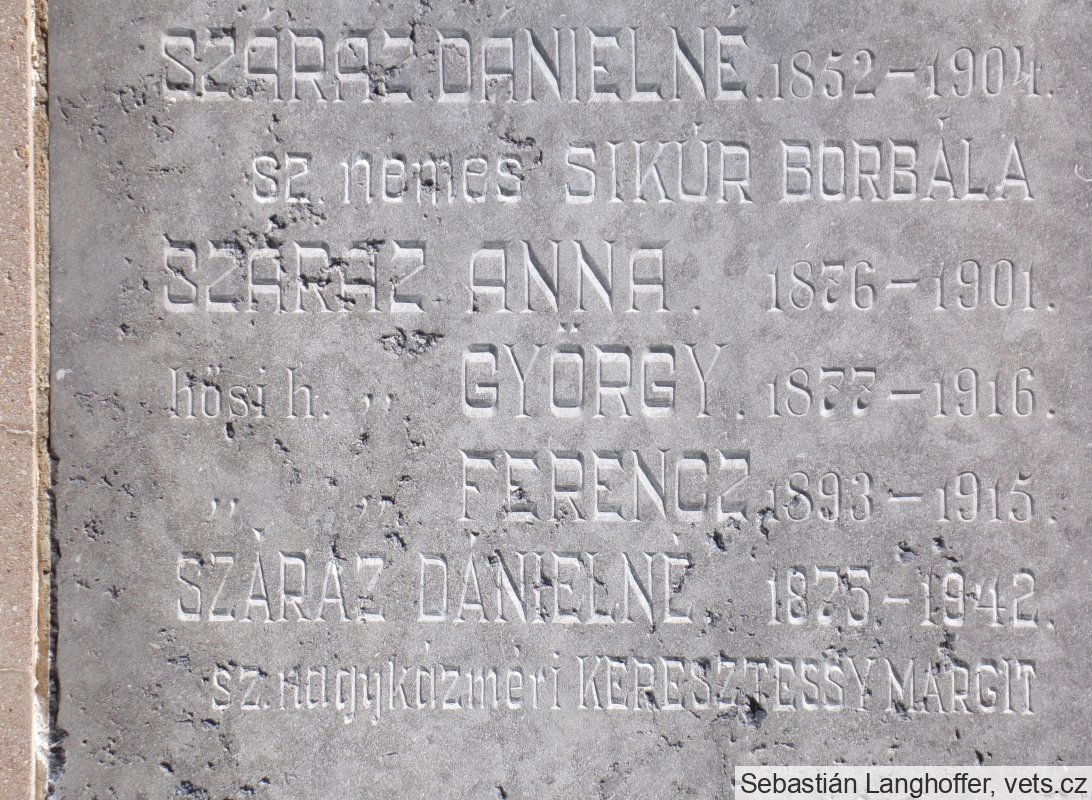 SZÁRAZ DÁNIELNÉ. 1852 – 1904.
sz. nemes SIKÚR BORBÁLA
SZÁRAZ ANNA. 1876 – 1901.
hősi h. ,, GYÖRGY. 1877 – 1916.
,, ,, FERENCZ. 1893 – 1915.
SZÁRAZ DÁNIELNÉ 1875. – 1942.
sz. nagykázméri KERESZTESSY MARGIT
Sebastián Langhoffer, vets.cz